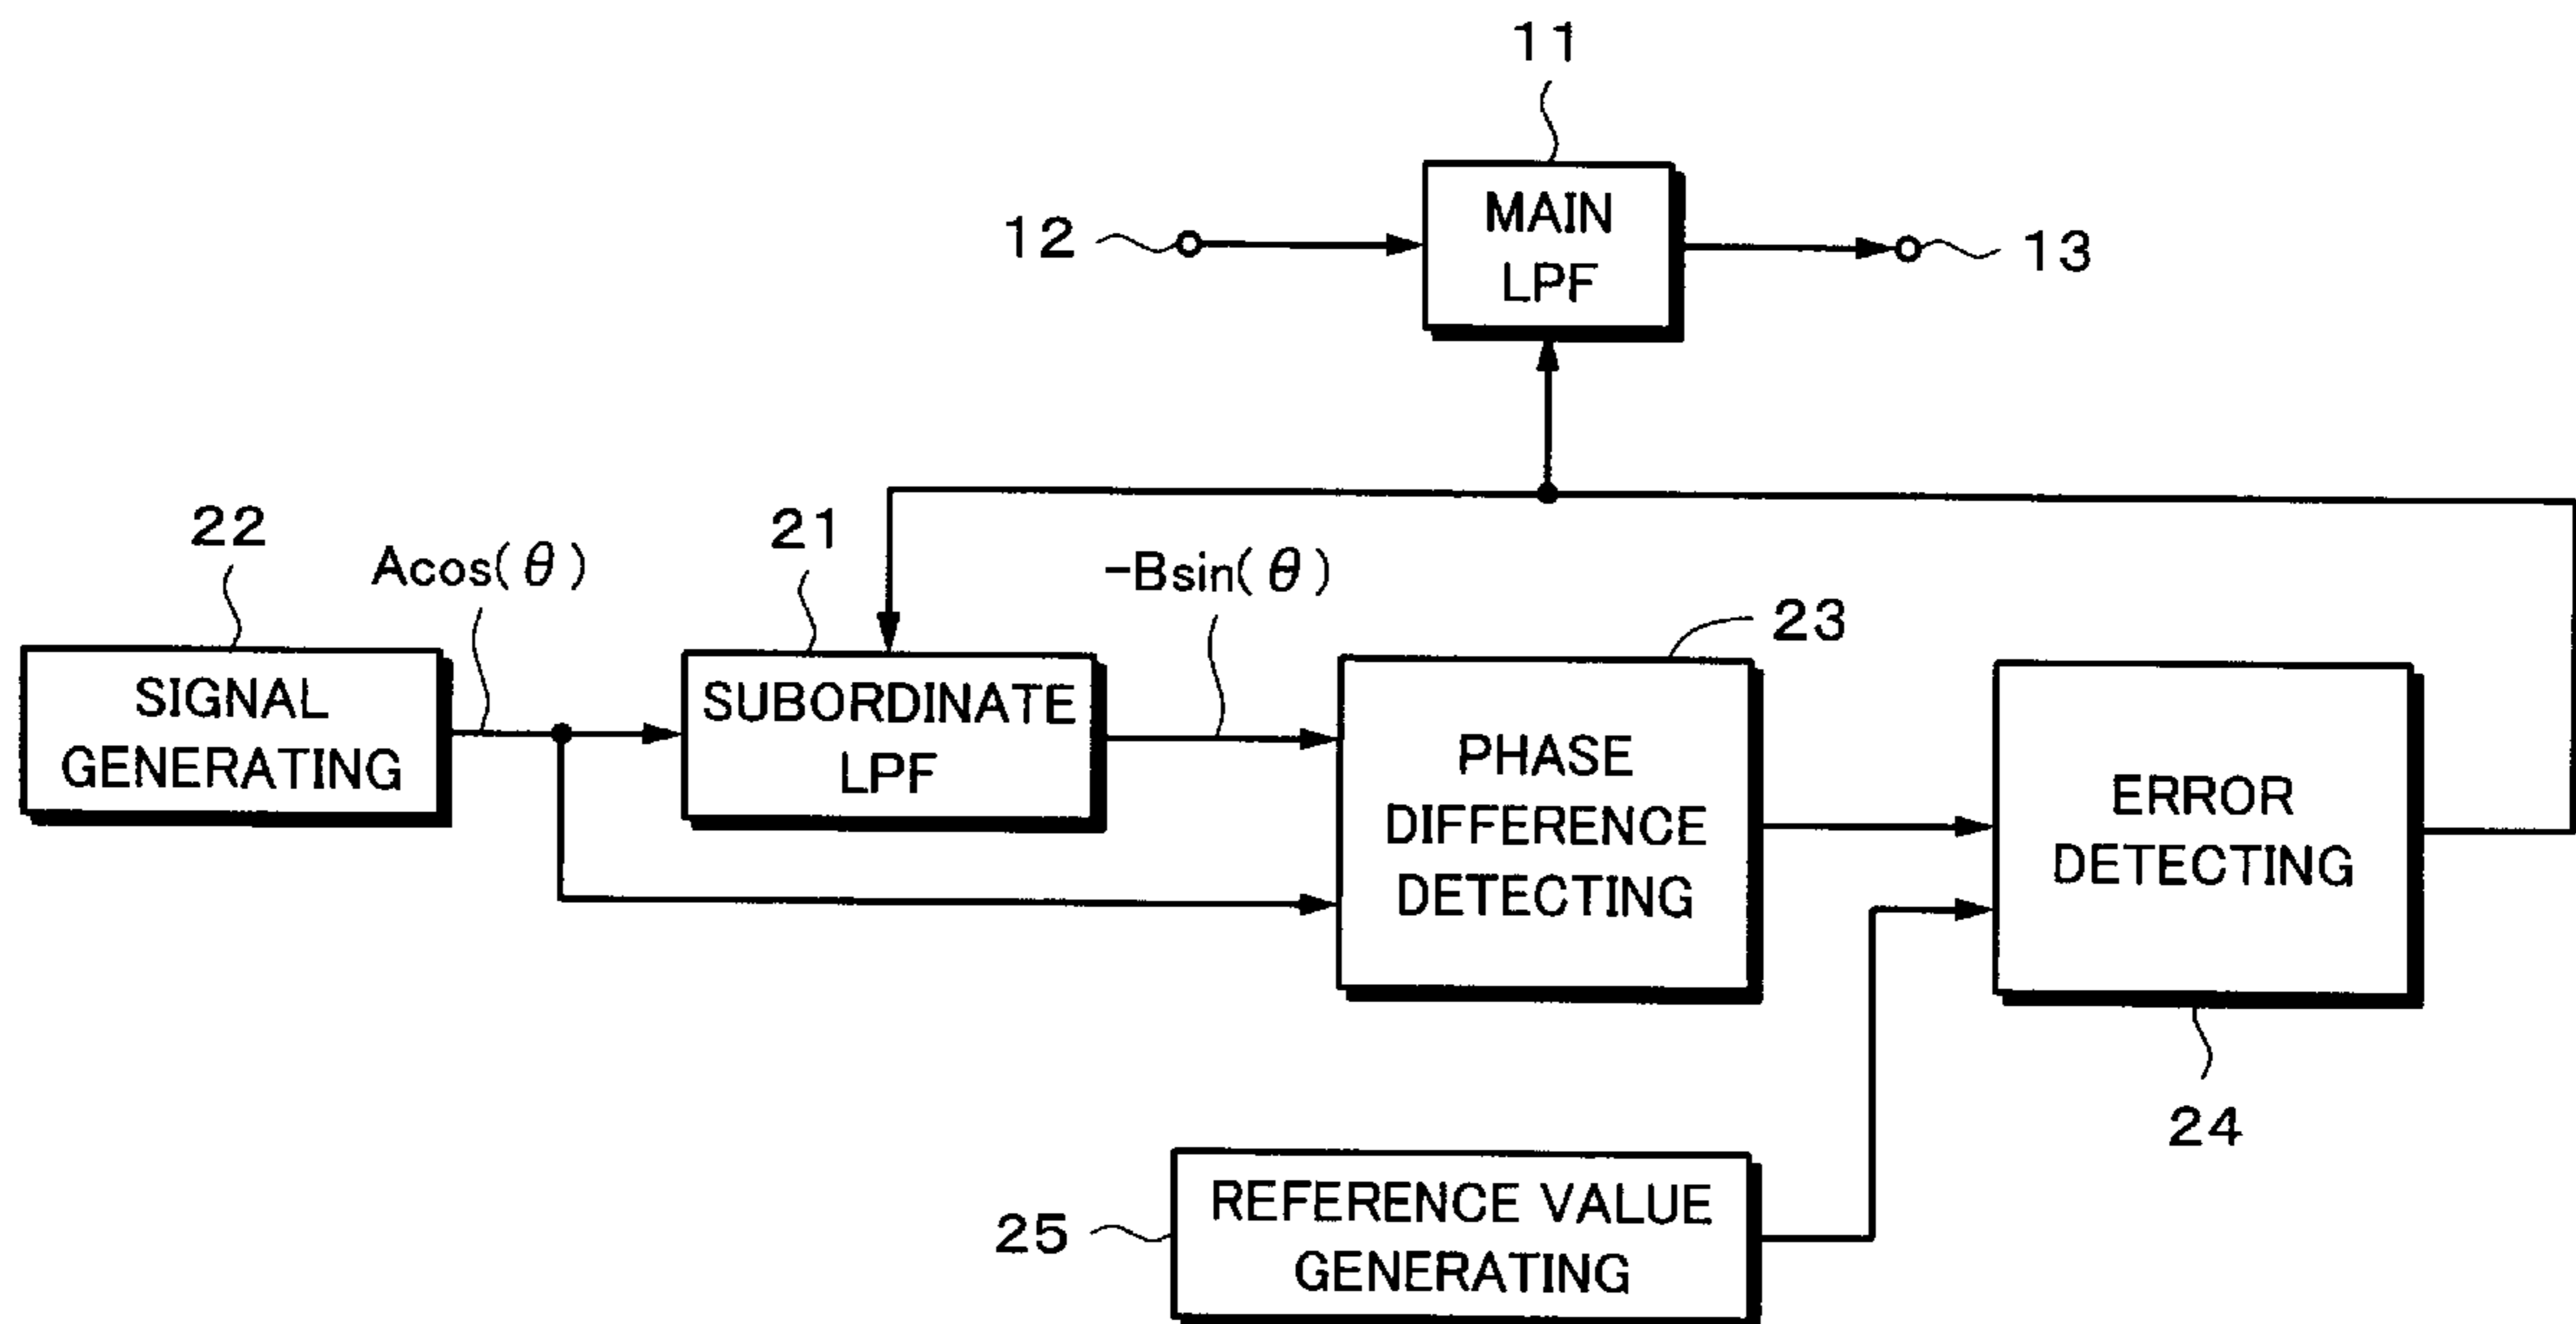 11
MAIN
LPF
12
13
22
Acos(θ)
21
-Bsin(θ)
23
SIGNAL
GENERATING
SUBORDINATE
LPF
PHASE
DIFFERENCE
DETECTING
ERROR
DETECTING
24
25
REFERENCE VALUE
GENERATING